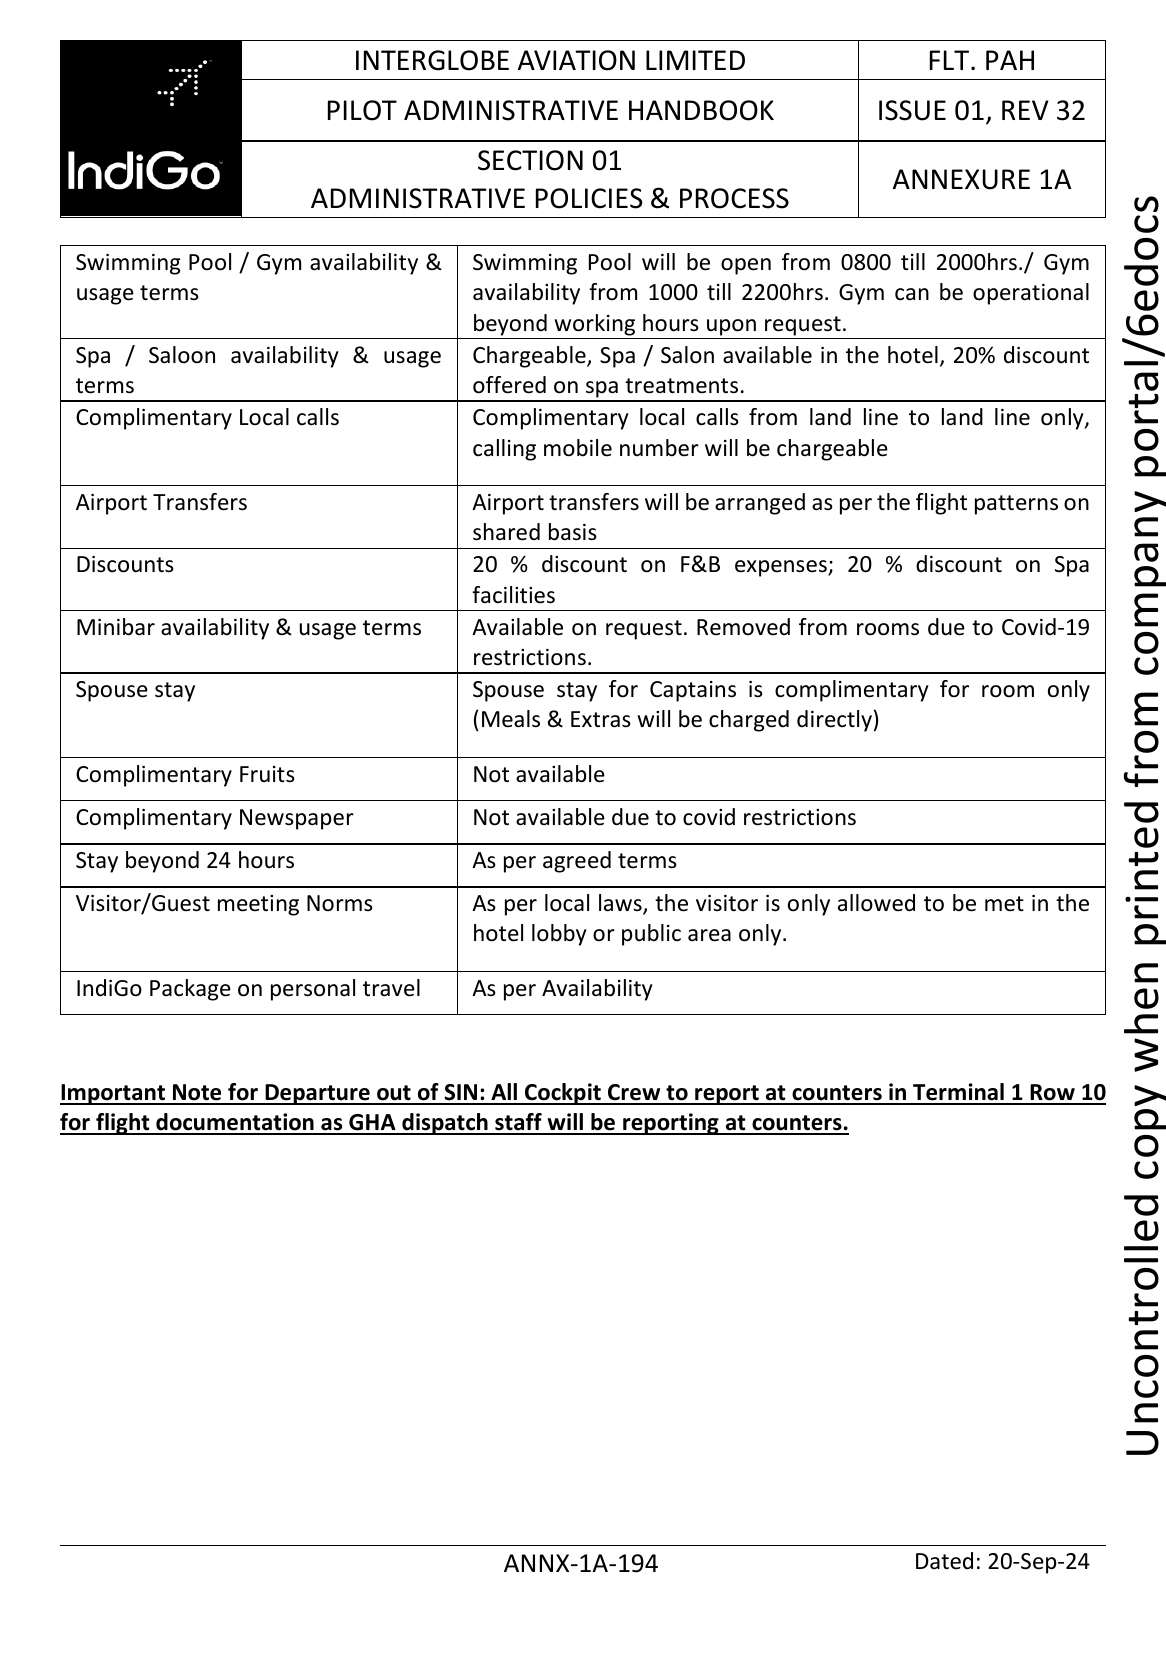 IndiGo
INTERGLOBE AVIATION LIMITED
FLT. PAH
PILOT ADMINISTRATIVE HANDBOOK
ISSUE 01, REV 32
SECTION 01
ADMINISTRATIVE POLICIES & PROCESS
ANNEXURE 1A
Swimming Pool / Gym availability &
usage terms
Swimming Pool will be open from 0800 till 2000hrs./ Gym
availability from 1000 till 2200hrs. Gym can be operational
beyond working hours upon request.
Spa / Saloon availability & usage
terms
Chargeable, Spa / Salon available in the hotel, 20% discount
offered on spa treatments.
Complimentary Local calls
Complimentary local calls from land line to land line only,
calling mobile number will be chargeable
Airport Transfers
Airport transfers will be arranged as per the flight patterns on
shared basis
Discounts
20 % discount on F&B expenses; 20 % discount on Spa
facilities
Minibar availability & usage terms
Available on request. Removed from rooms due to Covid-19
restrictions.
Spouse stay
Spouse stay for Captains is complimentary for room only
(Meals & Extras will be charged directly)
Complimentary Fruits
Not available
Complimentary Newspaper
Not available due to covid restrictions
Stay beyond 24 hours
As per agreed terms
Visitor/Guest meeting Norms
As per local laws, the visitor is only allowed to be met in the
hotel lobby or public area only.
IndiGo Package on personal travel
As per Availability
Important Note for Departure out of SIN: All Cockpit Crew to report at counters in Terminal 1 Row 10
for flight documentation as GHA dispatch staff will be reporting at counters.
ANNX-1A-194
Dated: 20-Sep-24
Uncontrolled copy when printed from company portal/6edocs